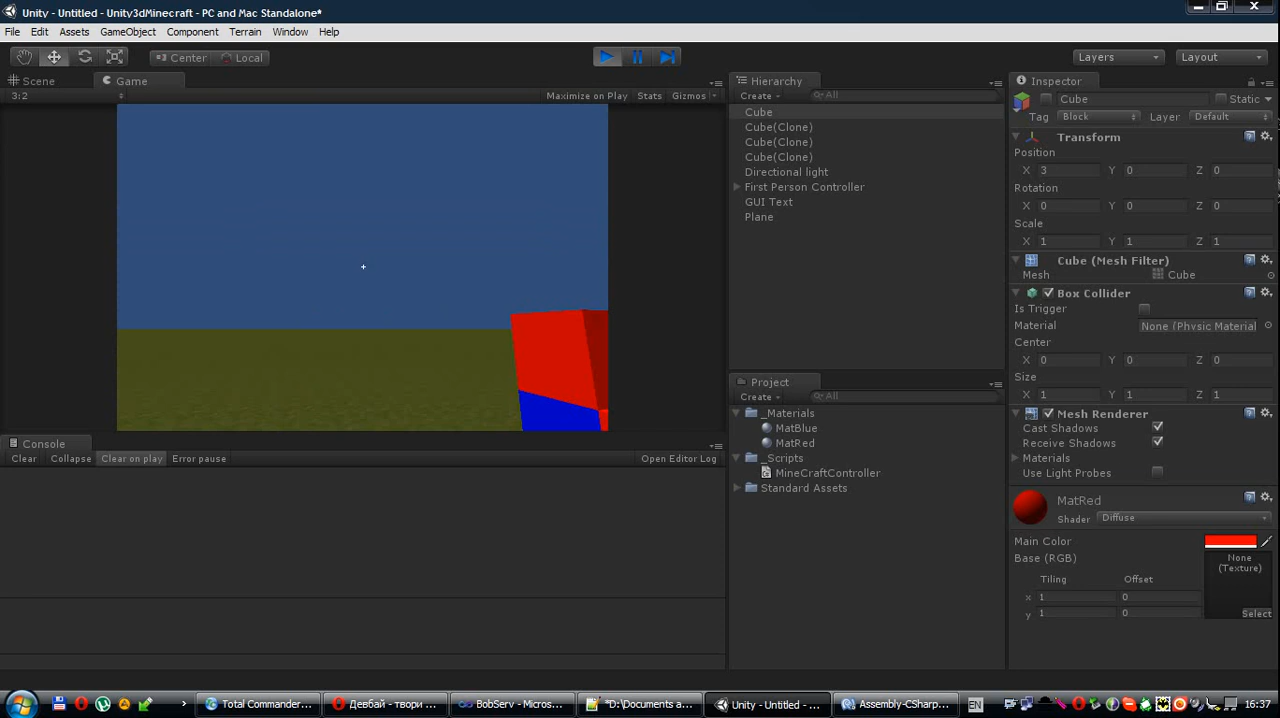 Unity - Untitled - Unity3dMinecraft - PC and Mac Standalone*
File Edit Assets GameObject Component Terrain Window Help
Center Local Layers Layout
Scene Game
3:2 Maximize on Play Stats Gizmos
Console
Clear Collapse Clear on play Error pause Open Editor Log
Hierarchy
Create All
Cube
Cube(Clone)
Cube(Clone)
Cube(Clone)
Directional light
First Person Controller
GUI Text
Plane
Project
Create All
_Materials
MatBlue
MatRed
_Scripts
MineCraftController
Standard Assets
Inspector
Cube Static
Tag Block Layer Default
Transform
Position
X 3 Y 0 Z 0
Rotation
X 0 Y 0 Z 0
Scale
X 1 Y 1 Z 1
Cube (Mesh Filter)
Mesh Cube
Box Collider
Is Trigger
Material None (Physic Material
Center
X 0 Y 0 Z 0
Size
X 1 Y 1 Z 1
Mesh Renderer
Cast Shadows
Receive Shadows
Materials
Use Light Probes
MatRed
Shader Diffuse
Main Color
Base (RGB) None
(Texture)
Tiling Offset
x 1 0
y 1 0
Select
Total Commander... Девбай - твори ... BobServ - Micros... *D:\Documents a... Unity - Untitled - ... Assembly-CSharp... EN 16:37